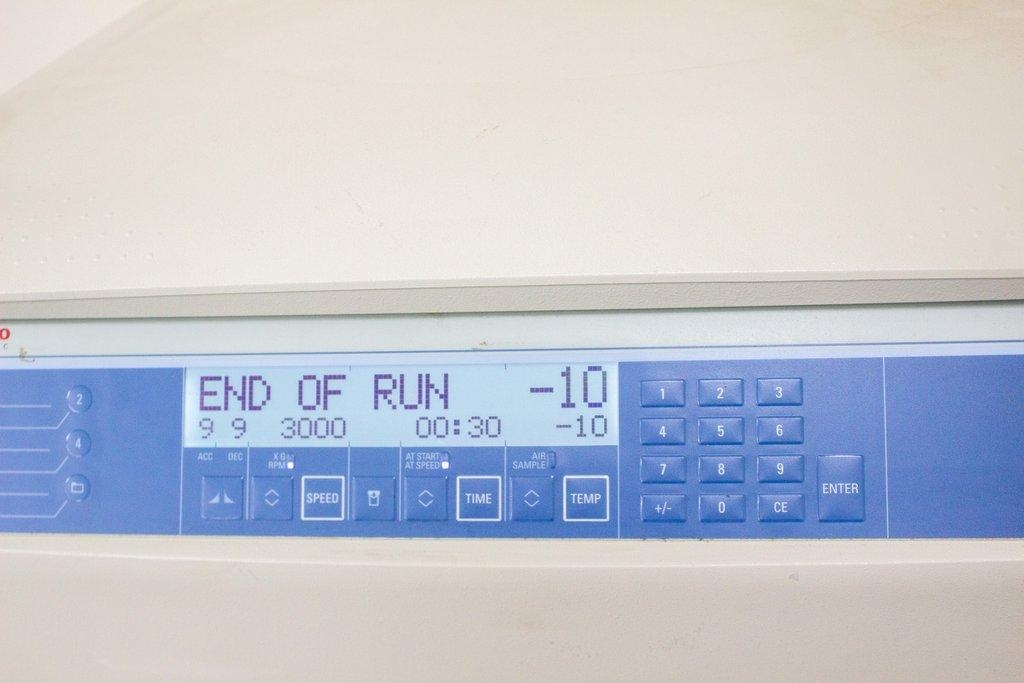 END OF RUN -10
9 9 3000 00:30 -10
ACC DEC X G RPM AT START AT SPEED AIR SAMPLE
SPEED TIME TEMP
2
4
1 2 3
4 5 6
7 8 9
+/- 0 CE
ENTER